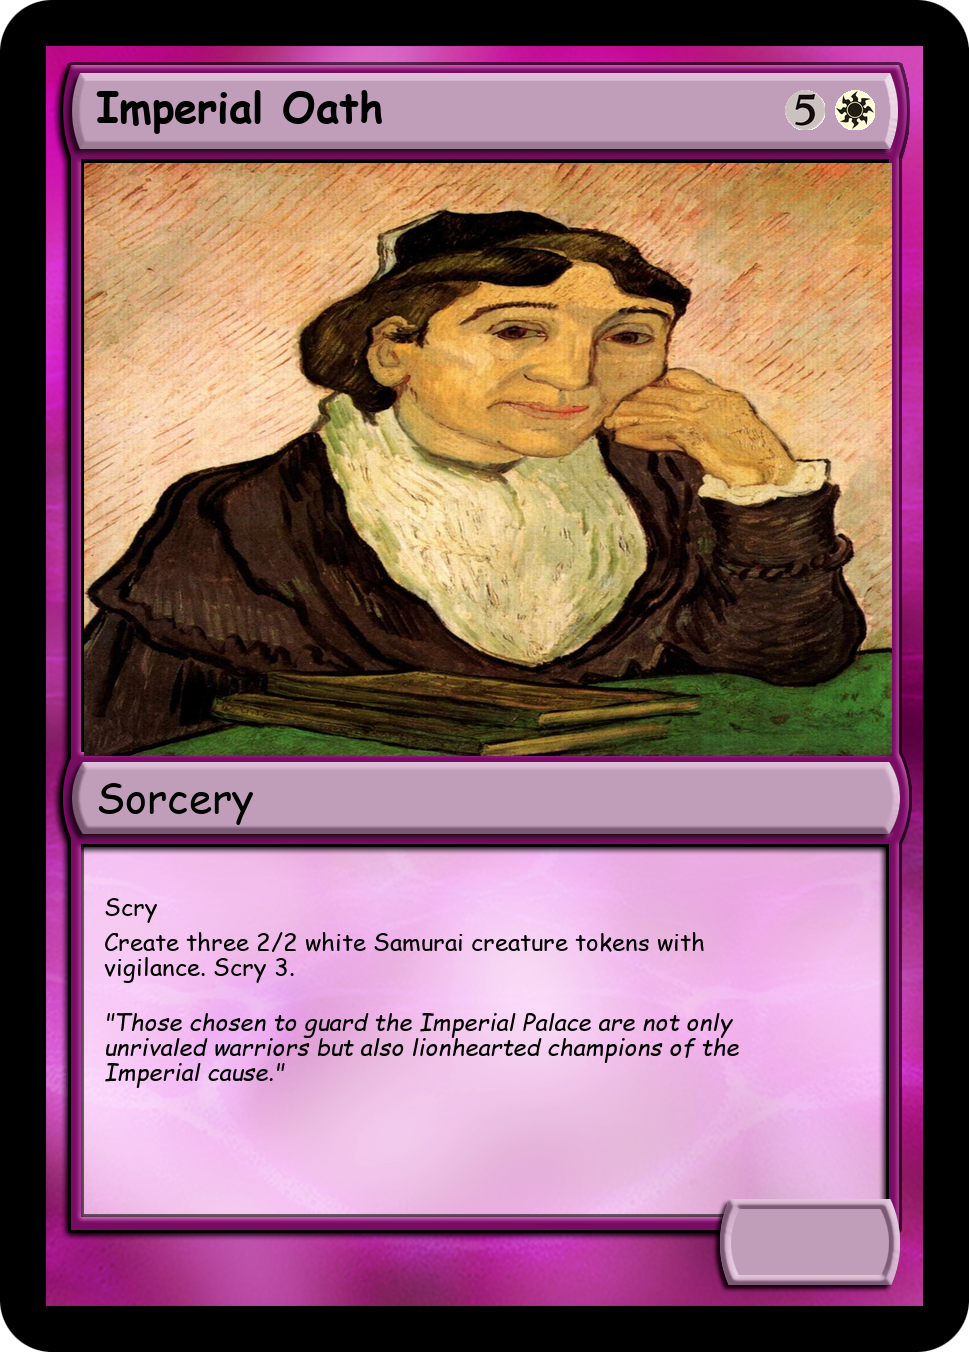 Imperial Oath 5
Sorcery
Scry
Create three 2/2 white Samurai creature tokens with
vigilance. Scry 3.
"Those chosen to guard the Imperial Palace are not only
unrivaled warriors but also lionhearted champions of the
Imperial cause."